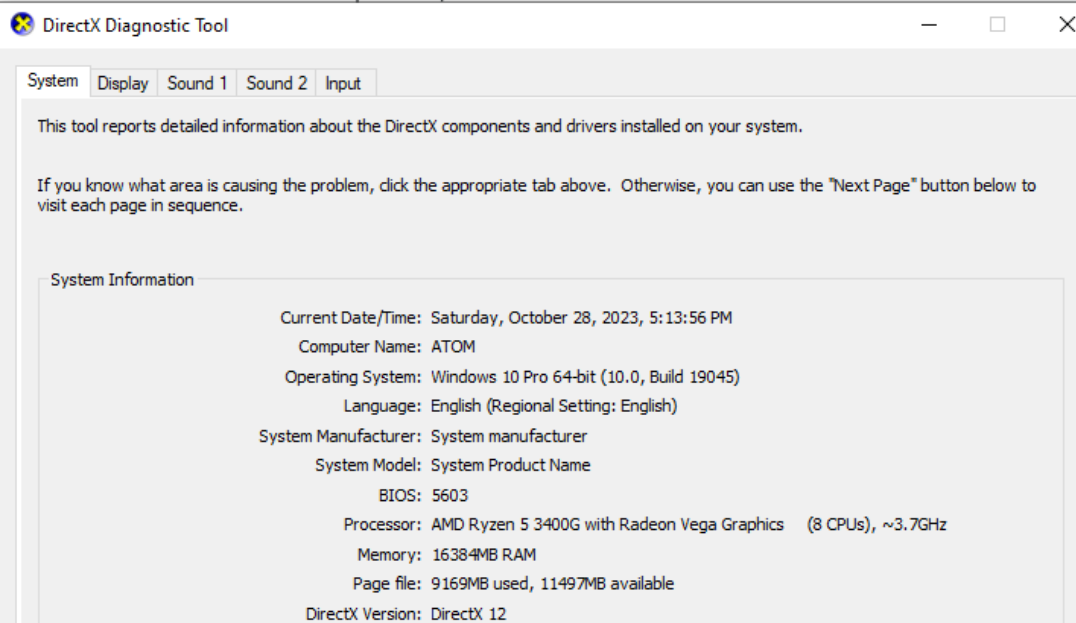 DirectX Diagnostic Tool
System Display Sound 1 Sound 2 Input
This tool reports detailed information about the DirectX components and drivers installed on your system.
If you know what area is causing the problem, click the appropriate tab above.  Otherwise, you can use the "Next Page" button below to
visit each page in sequence.
System Information
Current Date/Time: Saturday, October 28, 2023, 5:13:56 PM
Computer Name: ATOM
Operating System: Windows 10 Pro 64-bit (10.0, Build 19045)
Language: English (Regional Setting: English)
System Manufacturer: System manufacturer
System Model: System Product Name
BIOS: 5603
Processor: AMD Ryzen 5 3400G with Radeon Vega Graphics    (8 CPUs), ~3.7GHz
Memory: 16384MB RAM
Page file: 9169MB used, 11497MB available
DirectX Version: DirectX 12